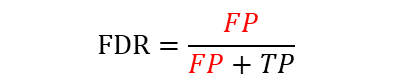 FDR = FP / (FP + TP)